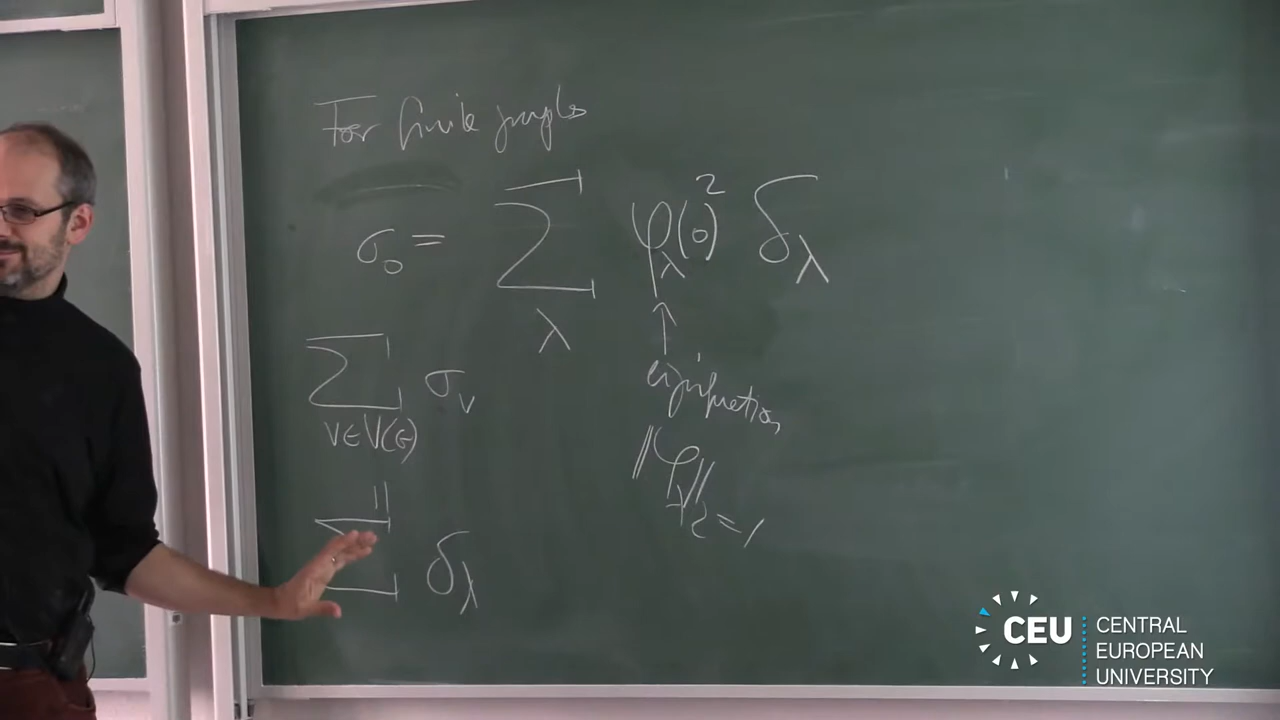 For finite graphs
σ₀ = Σ_λ φ_λ(0)² δ_λ
↑
eigenfunction
Σ_{v∈V(G)} σ_v
‖φ_λ‖₂ = 1
||
Σ δ_λ
CEU
CENTRAL
EUROPEAN
UNIVERSITY